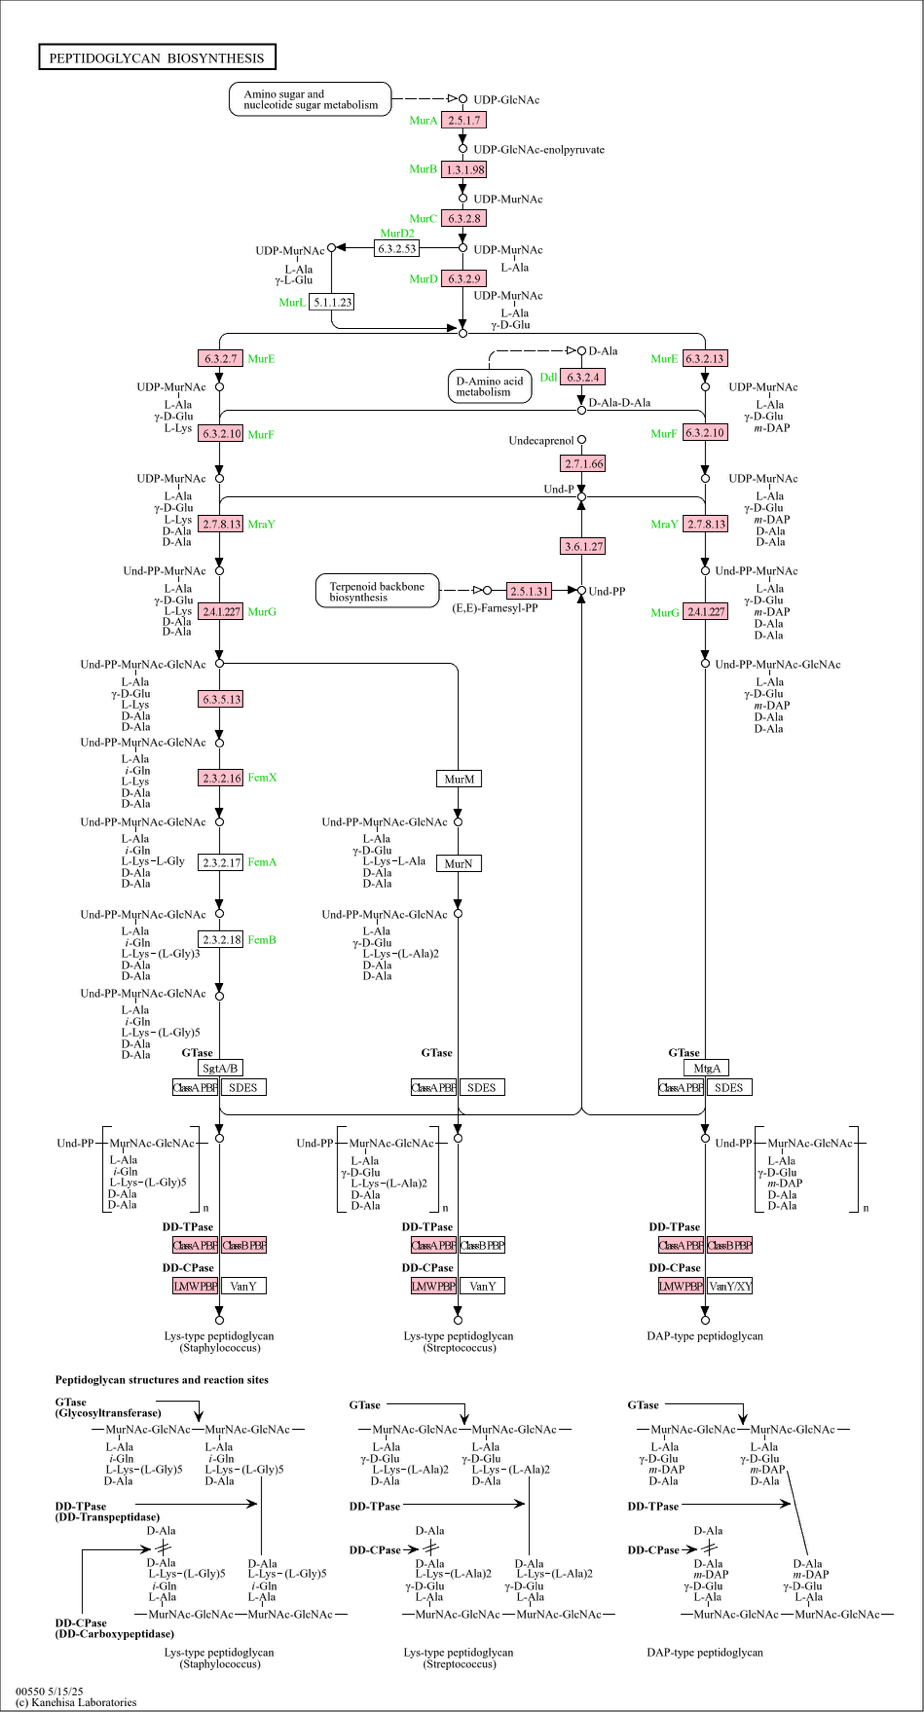 PEPTIDOGLYCAN BIOSYNTHESIS
Amino sugar and
nucleotide sugar metabolism
UDP-GlcNAc
MurA 2.5.1.7
UDP-GlcNAc-enolpyruvate
MurB 1.3.1.98
UDP-MurNAc
MurC 6.3.2.8
MurD2
UDP-MurNAc 6.3.2.53 UDP-MurNAc
L-Ala L-Ala
γ-L-Glu
MurD 6.3.2.9
MurL 5.1.1.23
UDP-MurNAc
L-Ala
γ-D-Glu
6.3.2.7 MurE
D-Ala
MurE 6.3.2.13
D-Amino acid
metabolism
Ddl 6.3.2.4
D-Ala-D-Ala
UDP-MurNAc
L-Ala
γ-D-Glu
L-Lys
UDP-MurNAc
L-Ala
γ-D-Glu
m-DAP
6.3.2.10 MurF
MurF 6.3.2.10
Undecaprenol
2.7.1.66
Und-P
UDP-MurNAc
L-Ala
γ-D-Glu
L-Lys
D-Ala
D-Ala
UDP-MurNAc
L-Ala
γ-D-Glu
m-DAP
D-Ala
D-Ala
2.7.8.13 MraY
MraY 2.7.8.13
3.6.1.27
Terpenoid backbone
biosynthesis
2.5.1.31
Und-PP
(E,E)-Farnesyl-PP
Und-PP-MurNAc
L-Ala
γ-D-Glu
L-Lys
D-Ala
D-Ala
Und-PP-MurNAc
L-Ala
γ-D-Glu
m-DAP
D-Ala
D-Ala
2.4.1.227 MurG
MurG 2.4.1.227
Und-PP-MurNAc-GlcNAc
L-Ala
γ-D-Glu
L-Lys
D-Ala
D-Ala
Und-PP-MurNAc-GlcNAc
L-Ala
γ-D-Glu
m-DAP
D-Ala
D-Ala
6.3.5.13
Und-PP-MurNAc-GlcNAc
L-Ala
i-Gln
L-Lys
D-Ala
D-Ala
2.3.2.16 FemX
MurM
Und-PP-MurNAc-GlcNAc
L-Ala
i-Gln
L-Lys-L-Gly
D-Ala
D-Ala
2.3.2.17 FemA
Und-PP-MurNAc-GlcNAc
L-Ala
γ-D-Glu
L-Lys-L-Ala
D-Ala
D-Ala
MurN
Und-PP-MurNAc-GlcNAc
L-Ala
i-Gln
L-Lys-(L-Gly)3
D-Ala
D-Ala
2.3.2.18 FemB
Und-PP-MurNAc-GlcNAc
L-Ala
γ-D-Glu
L-Lys-(L-Ala)2
D-Ala
D-Ala
Und-PP-MurNAc-GlcNAc
L-Ala
i-Gln
L-Lys-(L-Gly)5
D-Ala
D-Ala
GTase GTase GTase
SgtA/B MtgA
ClassA PBP SDES ClassA PBP SDES ClassA PBP SDES
Und-PP MurNAc-GlcNAc
L-Ala
i-Gln
L-Lys-(L-Gly)5
D-Ala
D-Ala
n
Und-PP MurNAc-GlcNAc
L-Ala
γ-D-Glu
L-Lys-(L-Ala)2
D-Ala
D-Ala
n
Und-PP MurNAc-GlcNAc
L-Ala
γ-D-Glu
m-DAP
D-Ala
D-Ala
n
DD-TPase DD-TPase DD-TPase
ClassA PBP ClassB PBP ClassA PBP ClassB PBP ClassA PBP ClassB PBP
DD-CPase DD-CPase DD-CPase
LMW PBP VanY LMW PBP VanY LMW PBP VanY/XY
Lys-type peptidoglycan
(Staphylococcus)
Lys-type peptidoglycan
(Streptococcus)
DAP-type peptidoglycan
Peptidoglycan structures and reaction sites
GTase
(Glycosyltransferase)
MurNAc-GlcNAc MurNAc-GlcNAc
L-Ala L-Ala
i-Gln i-Gln
L-Lys-(L-Gly)5 L-Lys-(L-Gly)5
D-Ala
DD-TPase
(DD-Transpeptidase)
D-Ala
D-Ala D-Ala
L-Lys-(L-Gly)5 L-Lys-(L-Gly)5
i-Gln i-Gln
L-Ala L-Ala
MurNAc-GlcNAc MurNAc-GlcNAc
DD-CPase
(DD-Carboxypeptidase)
Lys-type peptidoglycan
(Staphylococcus)
GTase
MurNAc-GlcNAc MurNAc-GlcNAc
L-Ala L-Ala
γ-D-Glu γ-D-Glu
L-Lys-(L-Ala)2 L-Lys-(L-Ala)2
D-Ala
DD-TPase
D-Ala
DD-CPase
D-Ala D-Ala
L-Lys-(L-Ala)2 L-Lys-(L-Ala)2
γ-D-Glu γ-D-Glu
L-Ala L-Ala
MurNAc-GlcNAc MurNAc-GlcNAc
Lys-type peptidoglycan
(Streptococcus)
GTase
MurNAc-GlcNAc MurNAc-GlcNAc
L-Ala L-Ala
γ-D-Glu γ-D-Glu
m-DAP m-DAP
D-Ala D-Ala
DD-TPase
D-Ala
DD-CPase
D-Ala D-Ala
m-DAP m-DAP
γ-D-Glu γ-D-Glu
L-Ala L-Ala
MurNAc-GlcNAc MurNAc-GlcNAc
DAP-type peptidoglycan
00550 5/15/25
(c) Kanehisa Laboratories